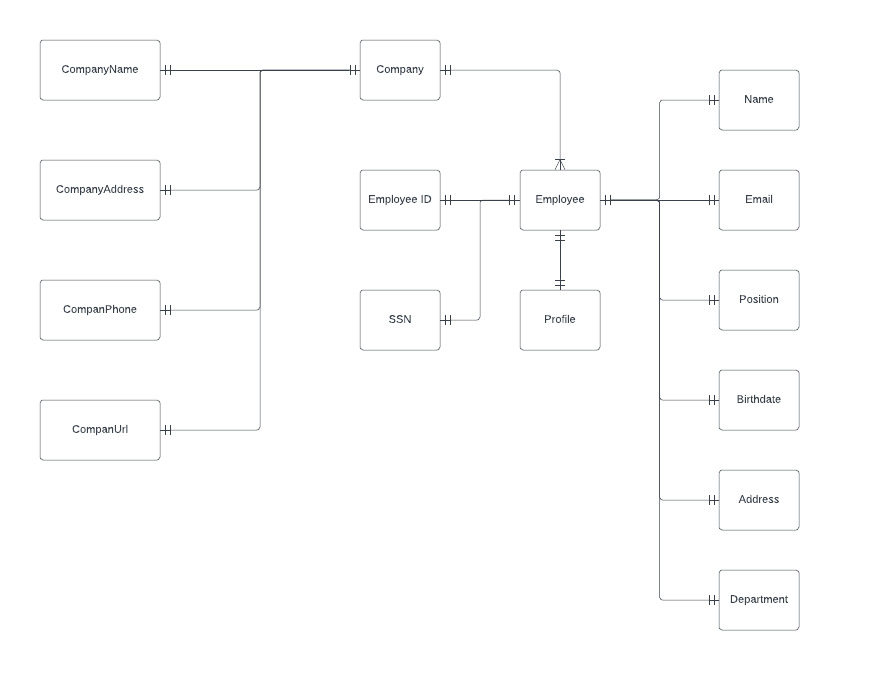 CompanyName
Company
Name
CompanyAddress
Employee ID
Employee
Email
CompanPhone
SSN
Profile
Position
CompanUrl
Birthdate
Address
Department